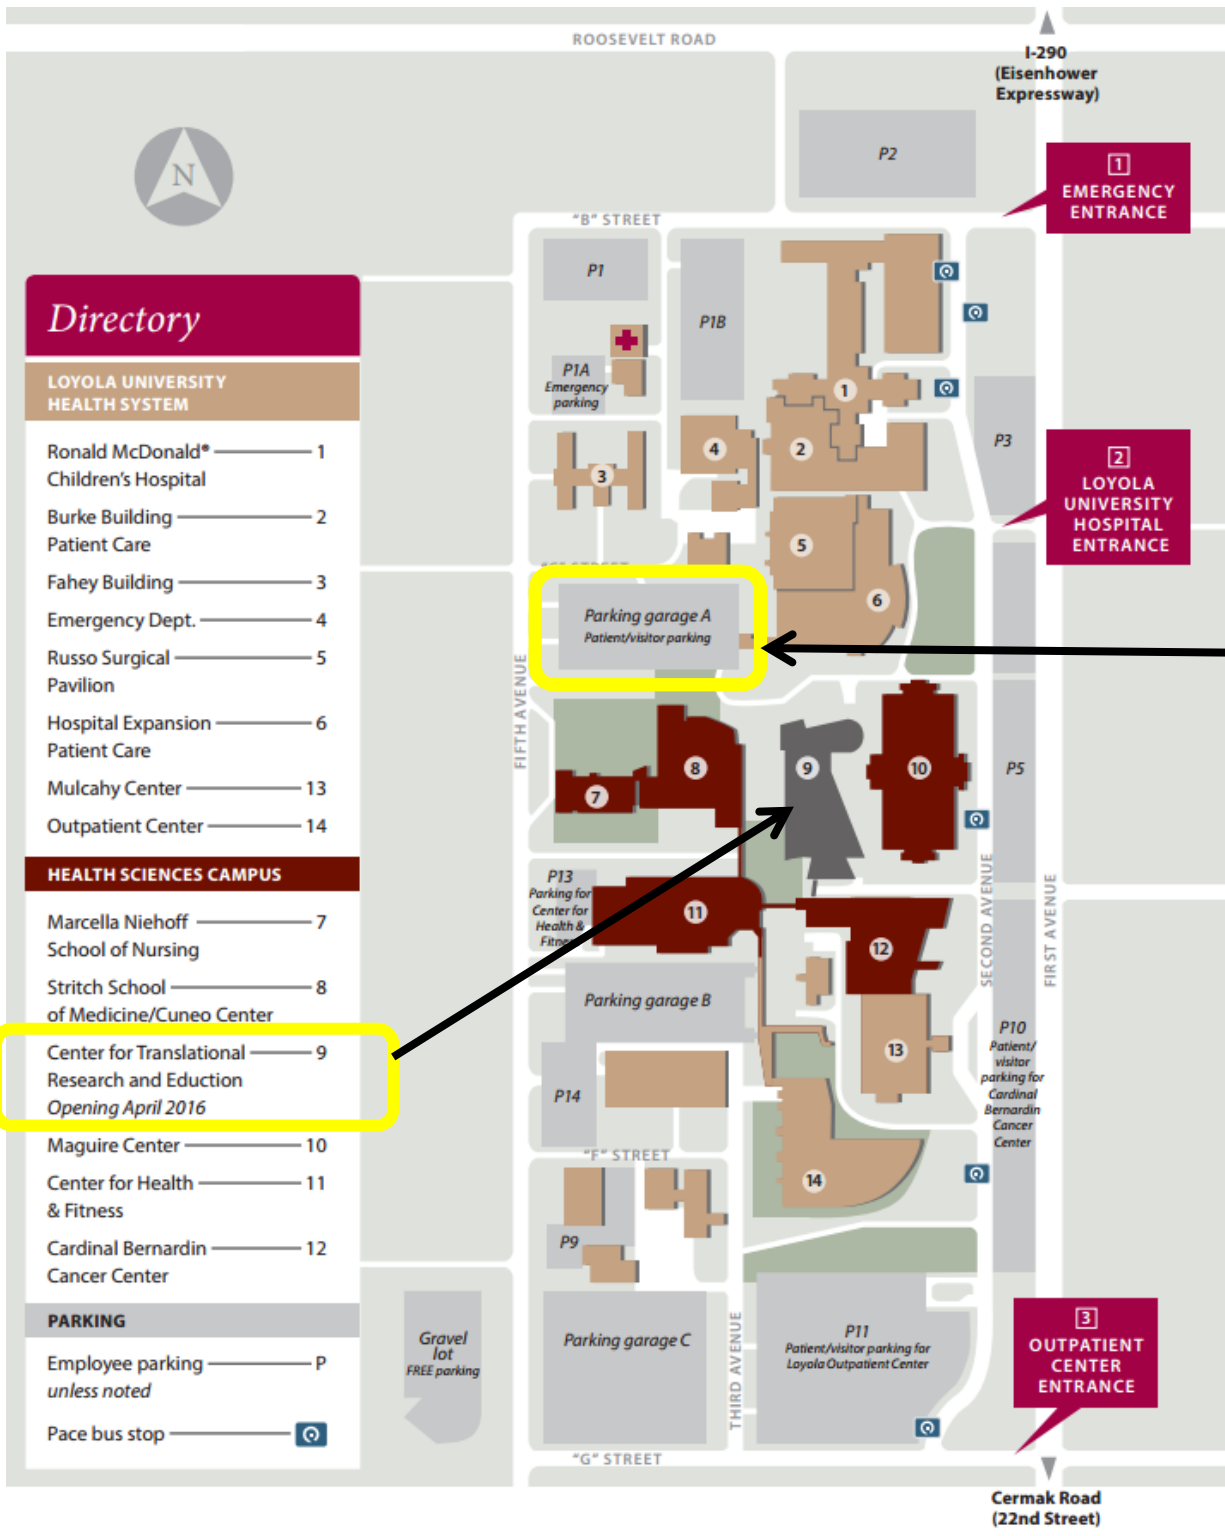 ROOSEVELT ROAD
I-290
(Eisenhower
Expressway)
N
P2
1
EMERGENCY
ENTRANCE
"B" STREET
P1
P1B
P1A
Emergency
parking
1
P3
2
LOYOLA
UNIVERSITY
HOSPITAL
ENTRANCE
4
2
3
5
6
STREET
Parking garage A
Patient/visitor parking
FIFTH AVENUE
8
9
10
P5
7
P13
Parking for
Center for
Health &
Fitness
11
12
SECOND AVENUE
FIRST AVENUE
Parking garage B
13
P10
Patient/
visitor
parking for
Cardinal
Bernardin
Cancer
Center
P14
"F" STREET
14
P9
Gravel
lot
FREE parking
Parking garage C
THIRD AVENUE
P11
Patient/visitor parking for
Loyola Outpatient Center
3
OUTPATIENT
CENTER
ENTRANCE
"G" STREET
Cermak Road
(22nd Street)
Directory
LOYOLA UNIVERSITY
HEALTH SYSTEM
Ronald McDonald® 1
Children's Hospital
Burke Building 2
Patient Care
Fahey Building 3
Emergency Dept. 4
Russo Surgical 5
Pavilion
Hospital Expansion 6
Patient Care
Mulcahy Center 13
Outpatient Center 14
HEALTH SCIENCES CAMPUS
Marcella Niehoff 7
School of Nursing
Stritch School 8
of Medicine/Cuneo Center
Center for Translational 9
Research and Eduction
Opening April 2016
Maguire Center 10
Center for Health 11
& Fitness
Cardinal Bernardin 12
Cancer Center
PARKING
Employee parking P
unless noted
Pace bus stop